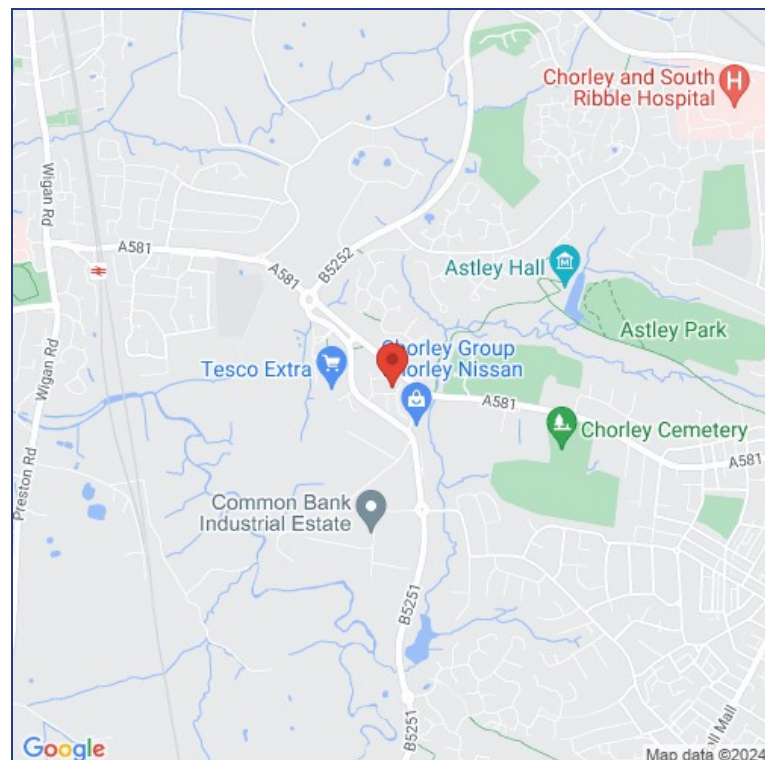 Chorley and South
Ribble Hospital
H
Wigan Rd
A581
B5252
A581
Astley Hall
M
Astley Park
Chorley Group
Chorley Nissan
Tesco Extra
Wigan Rd
A581
Chorley Cemetery
A581
Preston Rd
Common Bank
Industrial Estate
B5251
B5251
Mall
Google
Map data ©2024